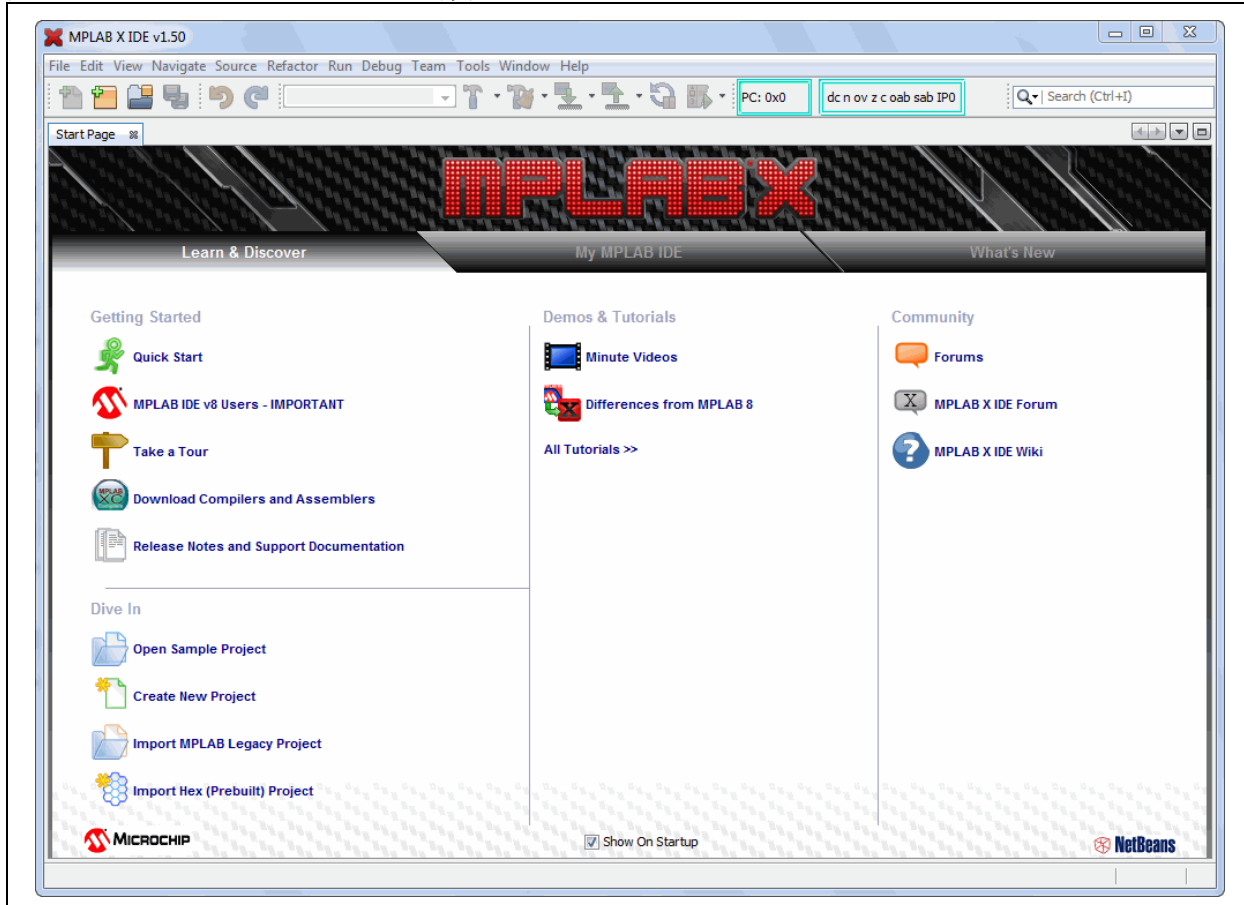 MPLAB X IDE v1.50
File Edit View Navigate Source Refactor Run Debug Team Tools Window Help
PC: 0x0 dc n ov z c oab sab IP0 Search (Ctrl+I)
Start Page
MPLAB X
Learn & Discover My MPLAB IDE What's New
Getting Started Demos & Tutorials Community
Quick Start Minute Videos Forums
MPLAB IDE v8 Users - IMPORTANT Differences from MPLAB 8 X MPLAB X IDE Forum
Take a Tour All Tutorials >> ? MPLAB X IDE Wiki
MPLAB XC Download Compilers and Assemblers
Release Notes and Support Documentation
Dive In
Open Sample Project
Create New Project
Import MPLAB Legacy Project
Import Hex (Prebuilt) Project
MICROCHIP Show On Startup NetBeans